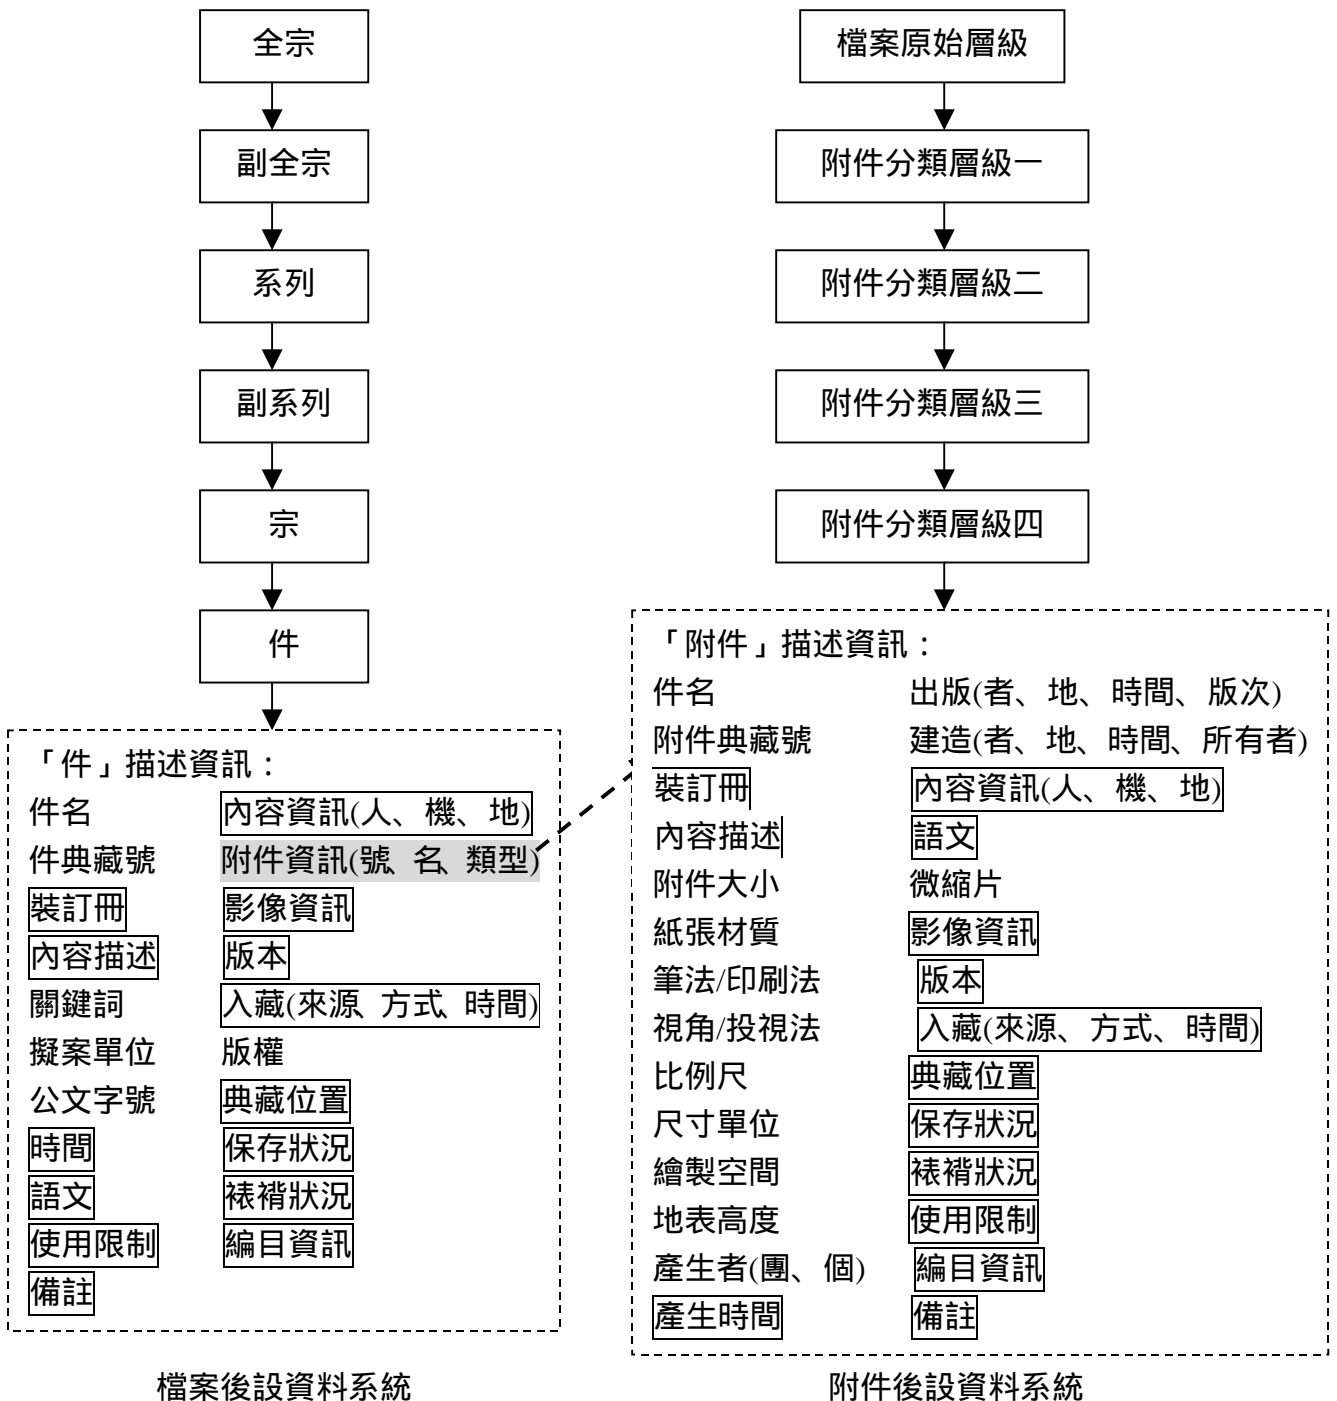 全宗
副全宗
系列
副系列
宗
件
「件」描述資訊：
件名 內容資訊(人、機、地)
件典藏號 附件資訊(號、名、類型)
裝訂冊 影像資訊
內容描述 版本
關鍵詞 入藏(來源、方式、時間)
擬案單位 版權
公文字號 典藏位置
時間 保存狀況
語文 裱褙狀況
使用限制 編目資訊
備註
檔案後設資料系統
檔案原始層級
附件分類層級一
附件分類層級二
附件分類層級三
附件分類層級四
「附件」描述資訊：
件名 出版(者、地、時間、版次)
附件典藏號 建造(者、地、時間、所有者)
裝訂冊 內容資訊(人、機、地)
內容描述 語文
附件大小 微縮片
紙張材質 影像資訊
筆法/印刷法 版本
視角/投視法 入藏(來源、方式、時間)
比例尺 典藏位置
尺寸單位 保存狀況
繪製空間 裱褙狀況
地表高度 使用限制
產生者(團、個) 編目資訊
產生時間 備註
附件後設資料系統